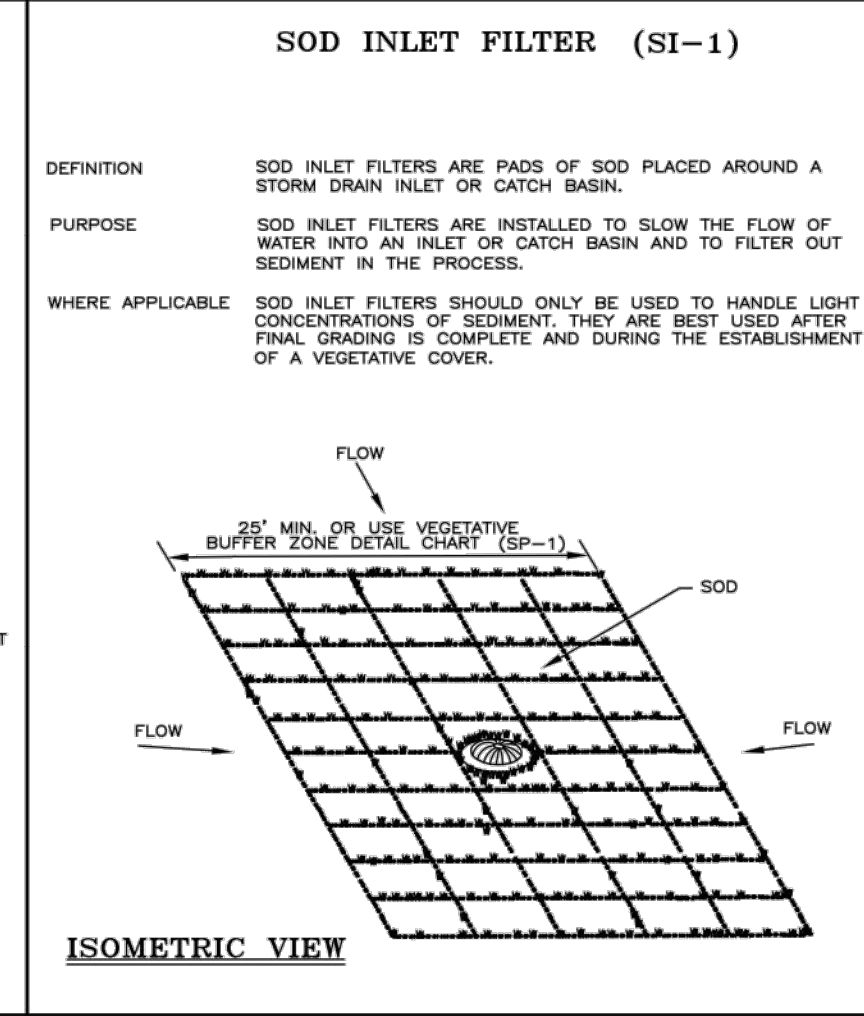 SOD INLET FILTER (SI-1)
DEFINITION
SOD INLET FILTERS ARE PADS OF SOD PLACED AROUND A
STORM DRAIN INLET OR CATCH BASIN.
PURPOSE
SOD INLET FILTERS ARE INSTALLED TO SLOW THE FLOW OF
WATER INTO AN INLET OR CATCH BASIN AND TO FILTER OUT
SEDIMENT IN THE PROCESS.
WHERE APPLICABLE
SOD INLET FILTERS SHOULD ONLY BE USED TO HANDLE LIGHT
CONCENTRATIONS OF SEDIMENT. THEY ARE BEST USED AFTER
FINAL GRADING IS COMPLETE AND DURING THE ESTABLISHMENT
OF A VEGETATIVE COVER.
FLOW
25' MIN. OR USE VEGETATIVE
BUFFER ZONE DETAIL CHART (SP-1)
SOD
T
FLOW
FLOW
ISOMETRIC VIEW